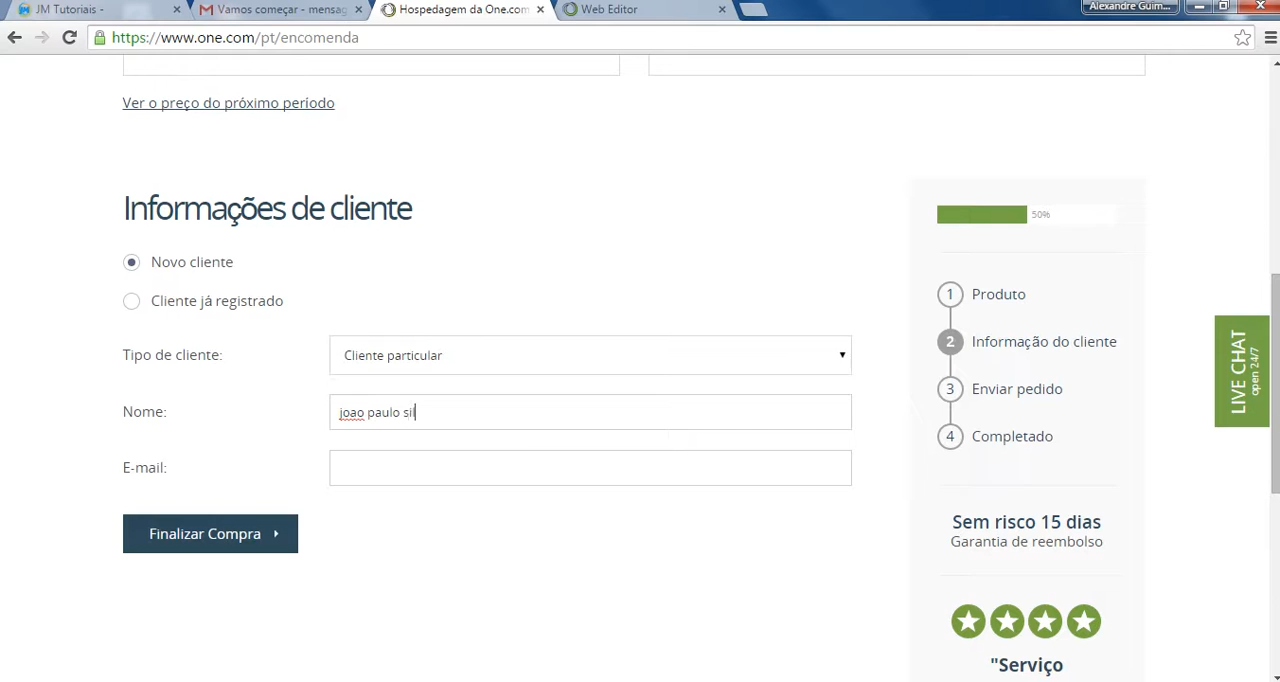 JM Tutoriais -
Vamos começar - mensag
Hospedagem da One.com
Web Editor
Alexandre Guim...
https://www.one.com/pt/encomenda
Ver o preço do próximo período
Informações de cliente
Novo cliente
Cliente já registrado
Tipo de cliente:
Cliente particular
Nome:
joao paulo sil
E-mail:
Finalizar Compra
50%
1 Produto
2 Informação do cliente
3 Enviar pedido
4 Completado
Sem risco 15 dias
Garantia de reembolso
"Serviço
LIVE CHAT
open 24/7